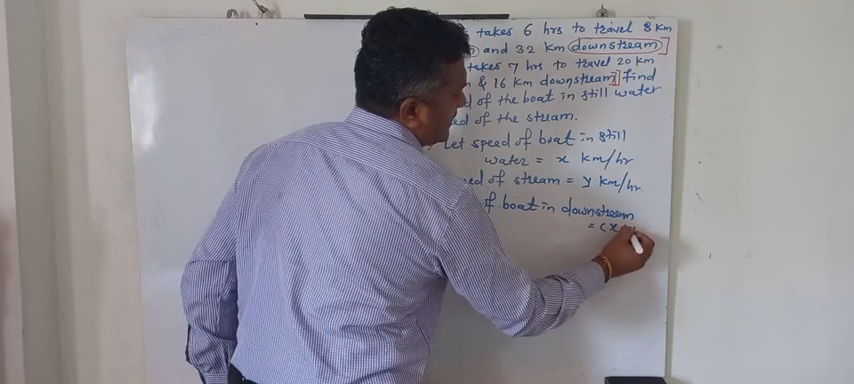 takes 6 hrs to travel 8 km
and 32 km downstream]
takes 7 hrs to travel 20 km
& 16 km downstream] Find
of the boat in still water
of the stream.
Let speed of boat in still
water = x km/hr
of stream = y km/hr.
of boat in downstream
= (x